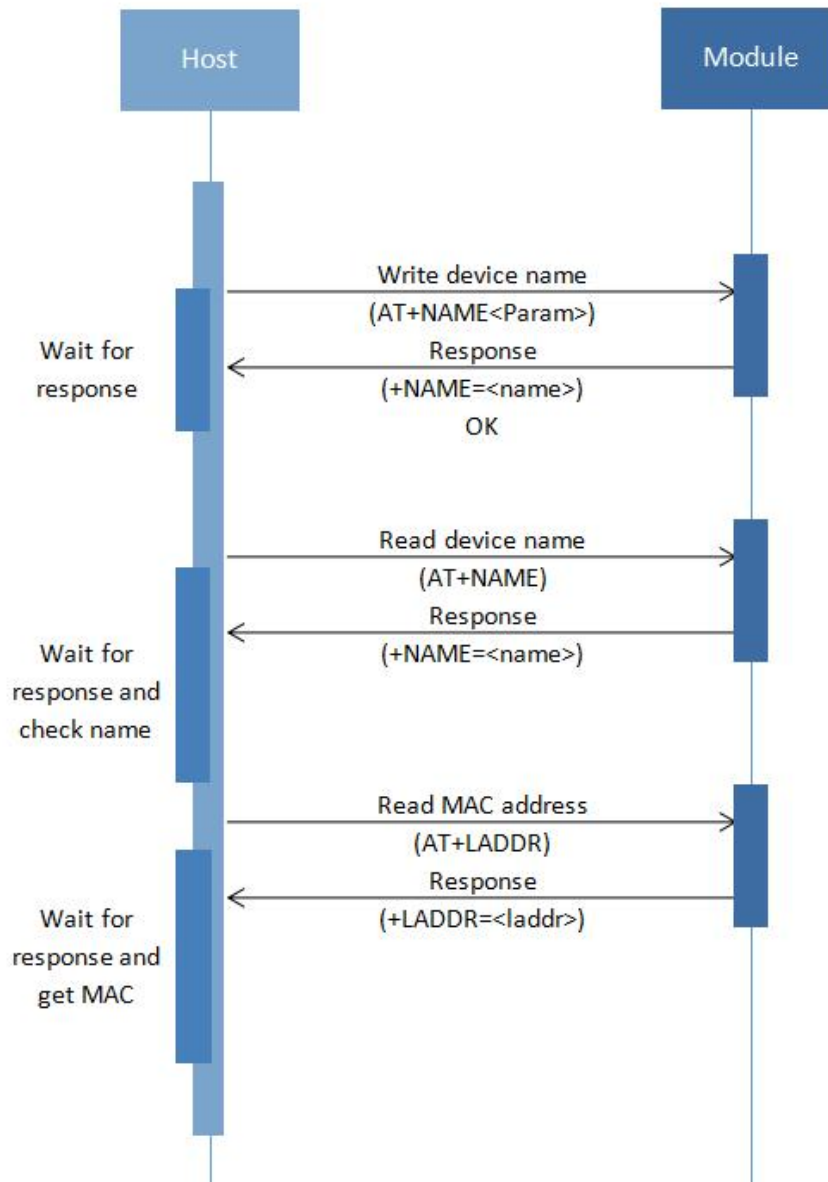 Host
Module
Write device name
(AT+NAME<Param>)
Wait for
response
Response
(+NAME=<name>)
OK
Read device name
(AT+NAME)
Response
(+NAME=<name>)
Wait for
response and
check name
Read MAC address
(AT+LADDR)
Response
(+LADDR=<laddr>)
Wait for
response and
get MAC